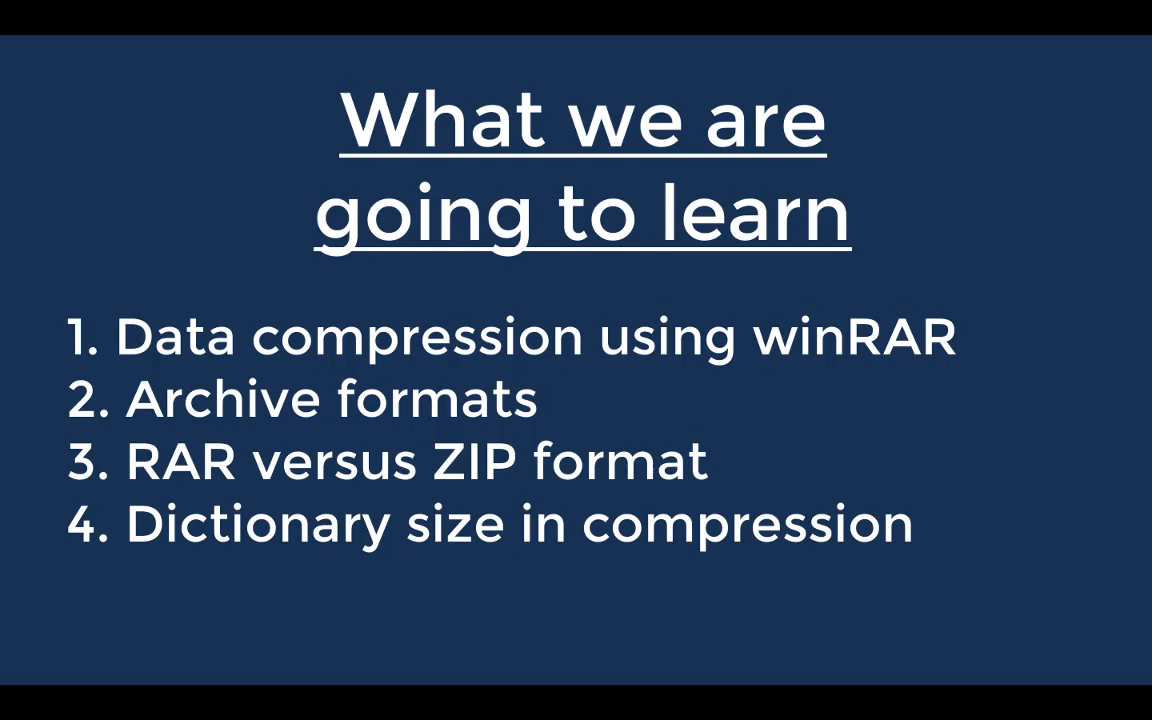 What we are
going to learn
1. Data compression using winRAR
2. Archive formats
3. RAR versus ZIP format
4. Dictionary size in compression